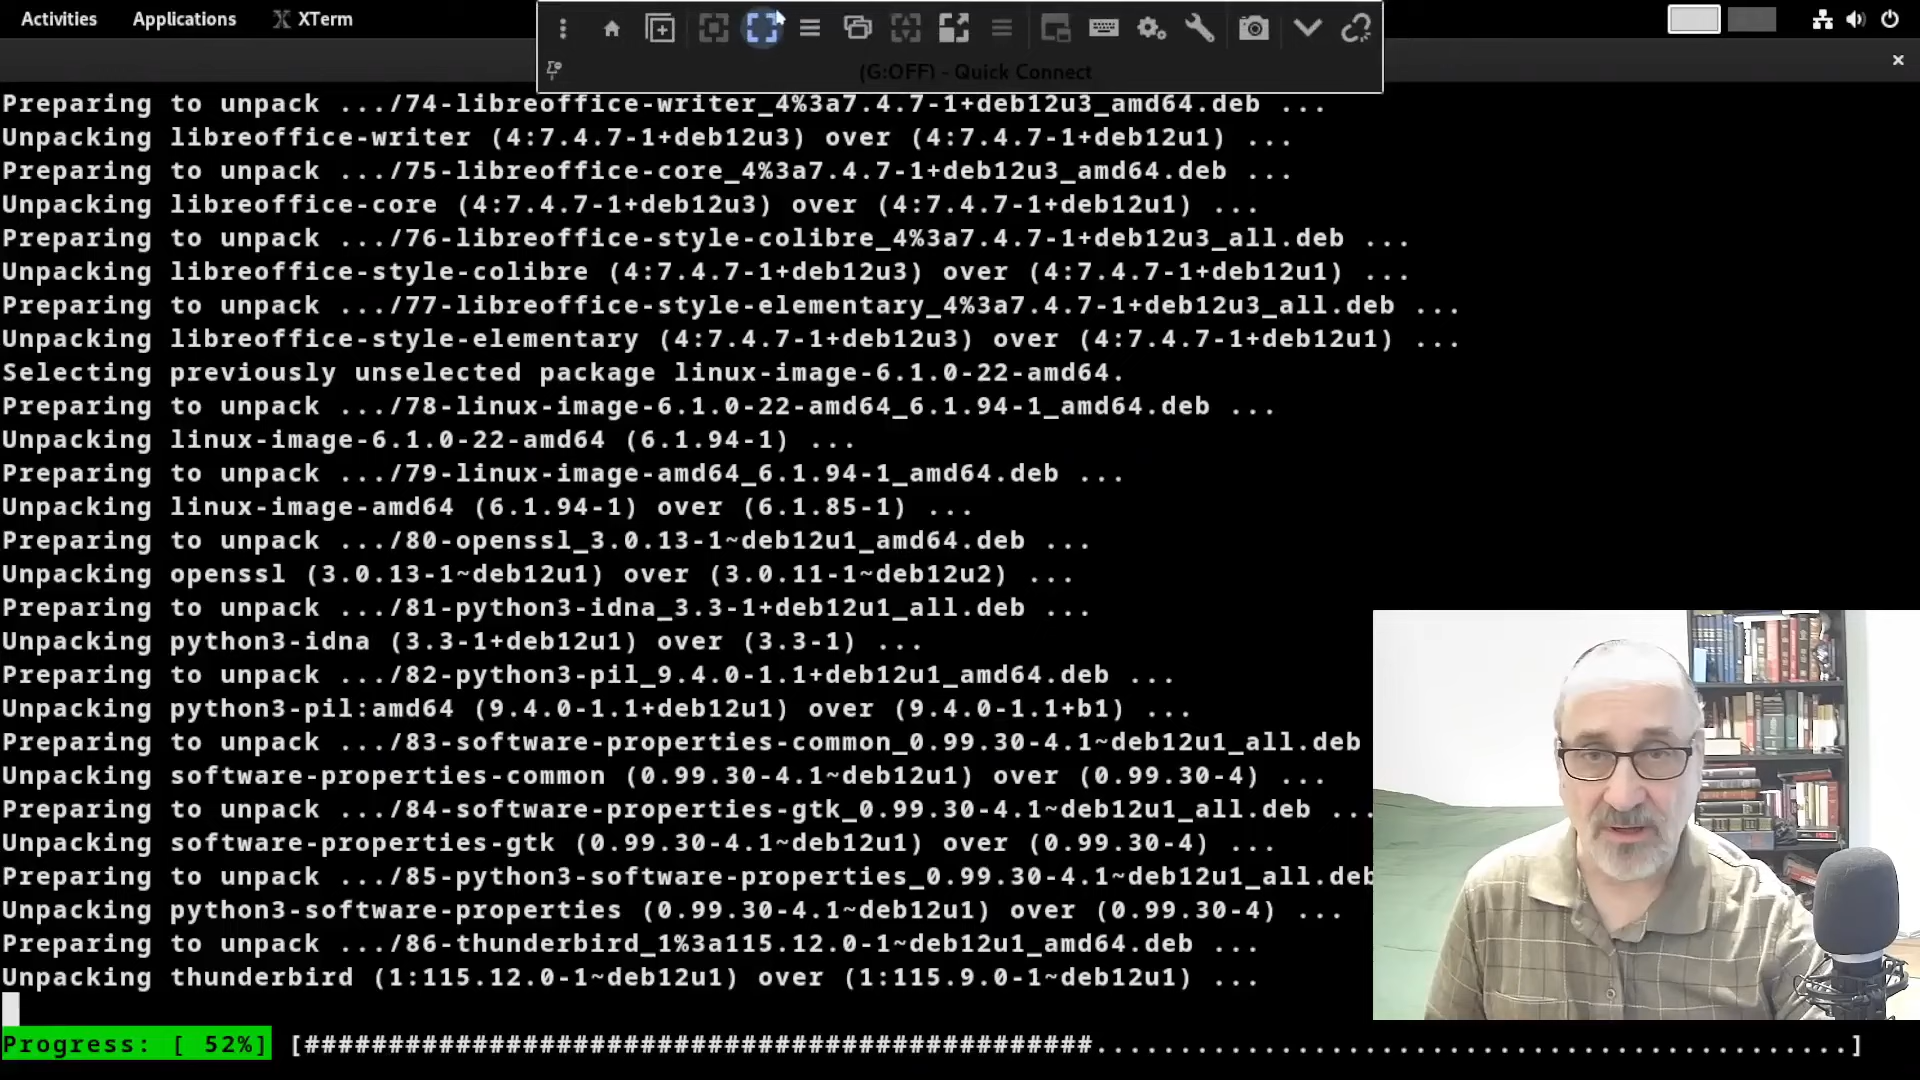 Activities Applications XTerm
(G:OFF) - Quick Connect
Preparing to unpack .../74-libreoffice-writer_4%3a7.4.7-1+deb12u3_amd64.deb ...
Unpacking libreoffice-writer (4:7.4.7-1+deb12u3) over (4:7.4.7-1+deb12u1) ...
Preparing to unpack .../75-libreoffice-core_4%3a7.4.7-1+deb12u3_amd64.deb ...
Unpacking libreoffice-core (4:7.4.7-1+deb12u3) over (4:7.4.7-1+deb12u1) ...
Preparing to unpack .../76-libreoffice-style-colibre_4%3a7.4.7-1+deb12u3_all.deb ...
Unpacking libreoffice-style-colibre (4:7.4.7-1+deb12u3) over (4:7.4.7-1+deb12u1) ...
Preparing to unpack .../77-libreoffice-style-elementary_4%3a7.4.7-1+deb12u3_all.deb ...
Unpacking libreoffice-style-elementary (4:7.4.7-1+deb12u3) over (4:7.4.7-1+deb12u1) ...
Selecting previously unselected package linux-image-6.1.0-22-amd64.
Preparing to unpack .../78-linux-image-6.1.0-22-amd64_6.1.94-1_amd64.deb ...
Unpacking linux-image-6.1.0-22-amd64 (6.1.94-1) ...
Preparing to unpack .../79-linux-image-amd64_6.1.94-1_amd64.deb ...
Unpacking linux-image-amd64 (6.1.94-1) over (6.1.85-1) ...
Preparing to unpack .../80-openssl_3.0.13-1~deb12u1_amd64.deb ...
Unpacking openssl (3.0.13-1~deb12u1) over (3.0.11-1~deb12u2) ...
Preparing to unpack .../81-python3-idna_3.3-1+deb12u1_all.deb ...
Unpacking python3-idna (3.3-1+deb12u1) over (3.3-1) ...
Preparing to unpack .../82-python3-pil_9.4.0-1.1+deb12u1_amd64.deb ...
Unpacking python3-pil:amd64 (9.4.0-1.1+deb12u1) over (9.4.0-1.1+b1) ...
Preparing to unpack .../83-software-properties-common_0.99.30-4.1~deb12u1_all.deb
Unpacking software-properties-common (0.99.30-4.1~deb12u1) over (0.99.30-4) ...
Preparing to unpack .../84-software-properties-gtk_0.99.30-4.1~deb12u1_all.deb ...
Unpacking software-properties-gtk (0.99.30-4.1~deb12u1) over (0.99.30-4) ...
Preparing to unpack .../85-python3-software-properties_0.99.30-4.1~deb12u1_all.deb
Unpacking python3-software-properties (0.99.30-4.1~deb12u1) over (0.99.30-4) ...
Preparing to unpack .../86-thunderbird_1%3a115.12.0-1~deb12u1_amd64.deb ...
Unpacking thunderbird (1:115.12.0-1~deb12u1) over (1:115.9.0-1~deb12u1) ...
Progress: [ 52%] [###############################################.............................................]